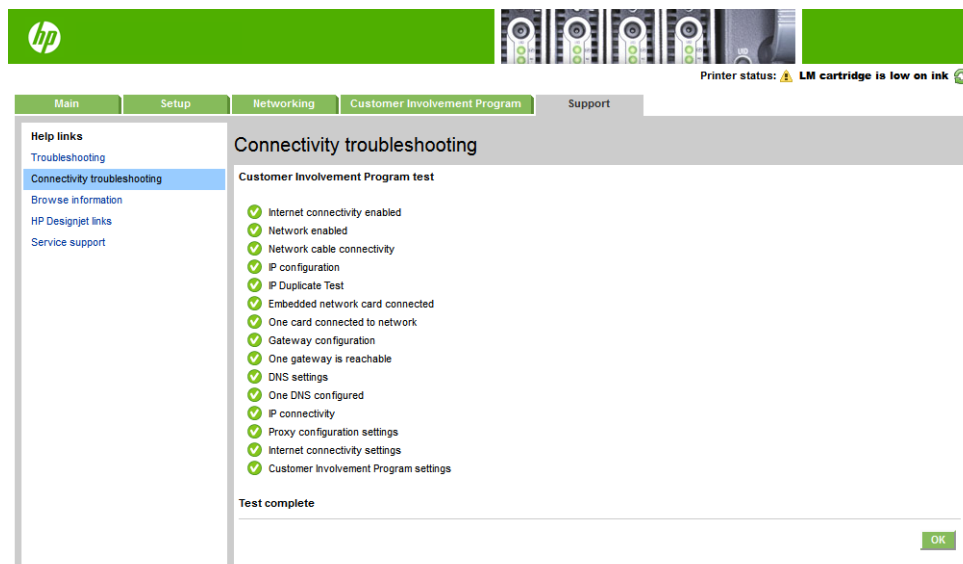 hp
Printer status: LM cartridge is low on ink
Main Setup Networking Customer Involvement Program Support
Help links
Troubleshooting
Connectivity troubleshooting
Browse information
HP Designjet links
Service support
Connectivity troubleshooting
Customer Involvement Program test
Internet connectivity enabled
Network enabled
Network cable connectivity
IP configuration
IP Duplicate Test
Embedded network card connected
One card connected to network
Gateway configuration
One gateway is reachable
DNS settings
One DNS configured
IP connectivity
Proxy configuration settings
Internet connectivity settings
Customer Involvement Program settings
Test complete
OK